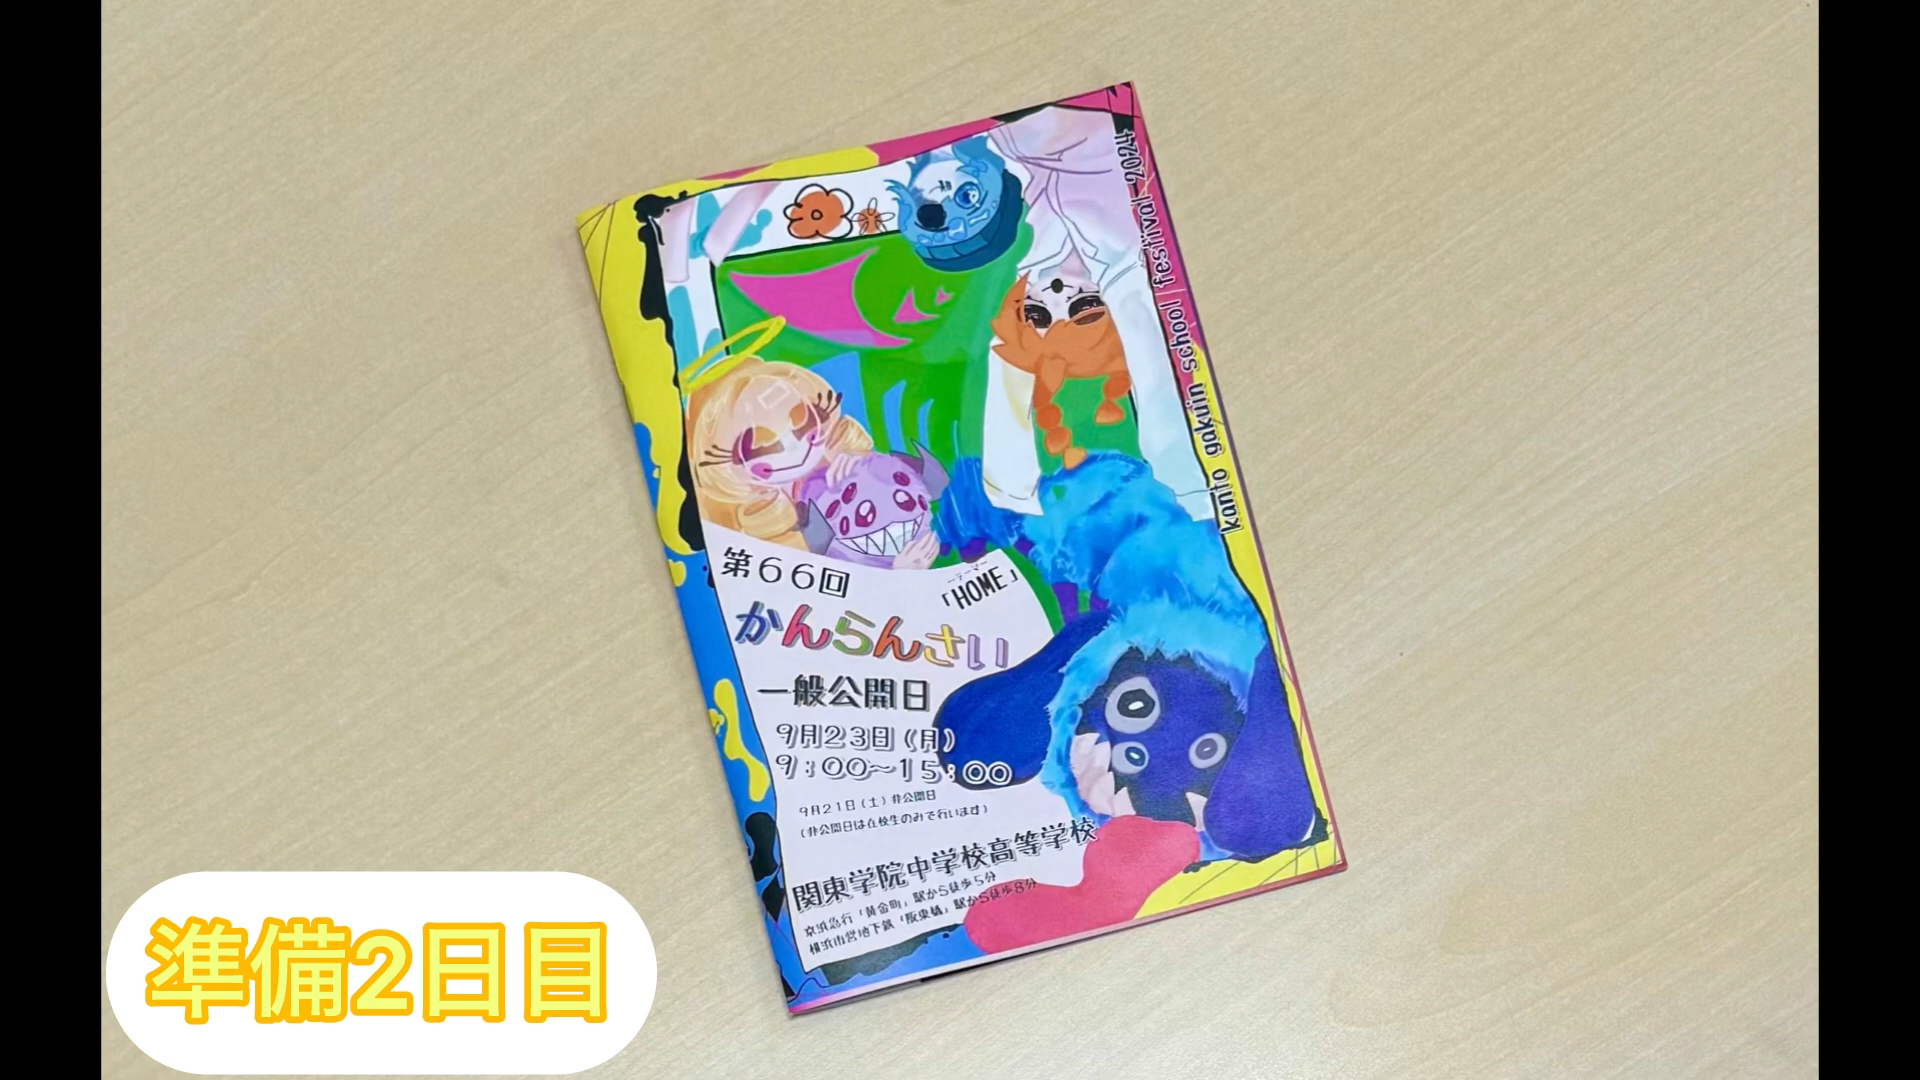 kanto gakuin school festival 2024
第66回
～テーマ～
「HOME」
かんらんさい
一般公開日
9月23日（月）
9：00～15：00
9月21日（土）非公開日
（非公開日は在校生のみで行います）
関東学院中学校高等学校
京浜急行「黄金町」駅から徒歩5分
横浜市営地下鉄「阪東橋」駅から徒歩8分
準備2日目